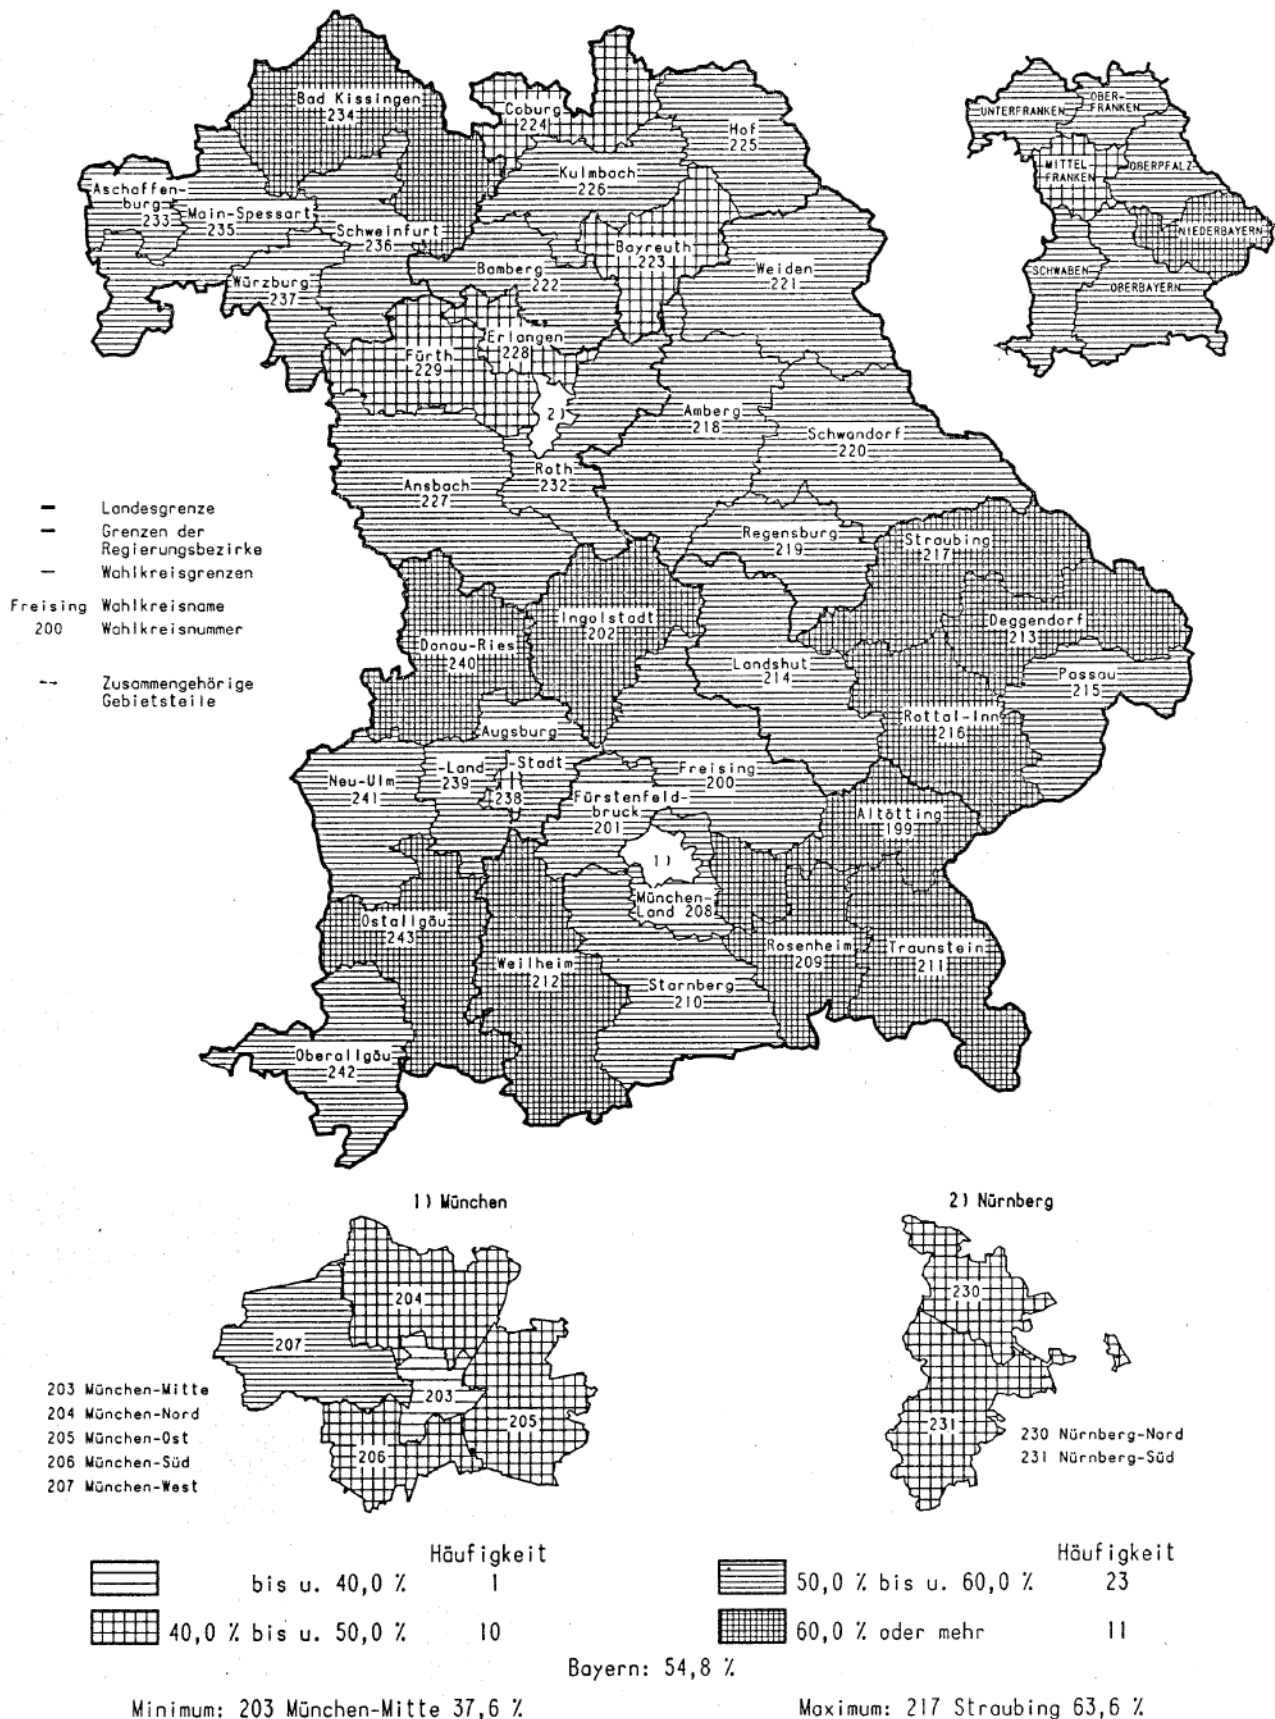 Bad Kissingen
234
Coburg
224
Hof
225
Kulmbach
226
Aschaffen-
burg
233
Main-Spessart
235
Schweinfurt
236
Bayreuth
223
Bamberg
222
Weiden
221
Würzburg
237
Erlangen
228
Fürth
229
2)
Amberg
218
Schwandorf
220
Roth
232
Ansbach
227
Regensburg
219
Straubing
217
Ingolstadt
202
Deggendorf
213
Donau-Ries
240
Landshut
214
Passau
215
Rottal-Inn
216
Augsburg
-Land
239
-Stadt
238
Neu-Ulm
241
Freising
200
Fürstenfeld-
bruck
201
Altötting
199
1)
München-
Land 208
Ostallgäu
243
Weilheim
212
Rosenheim
209
Traunstein
211
Starnberg
210
Oberallgäu
242
UNTERFRANKEN
OBER-
FRANKEN
MITTEL-
FRANKEN
OBERPFALZ
NIEDERBAYERN
SCHWABEN
OBERBAYERN
Landesgrenze
Grenzen der
Regierungsbezirke
Wahlkreisgrenzen
Freising Wahlkreisname
200 Wahlkreisnummer
Zusammengehörige
Gebietsteile
1) München
204
207
203
205
206
203 München-Mitte
204 München-Nord
205 München-Ost
206 München-Süd
207 München-West
2) Nürnberg
230
231
230 Nürnberg-Nord
231 Nürnberg-Süd
Häufigkeit
bis u. 40,0 % 1
40,0 % bis u. 50,0 % 10
Häufigkeit
50,0 % bis u. 60,0 % 23
60,0 % oder mehr 11
Bayern: 54,8 %
Minimum: 203 München-Mitte 37,6 %
Maximum: 217 Straubing 63,6 %